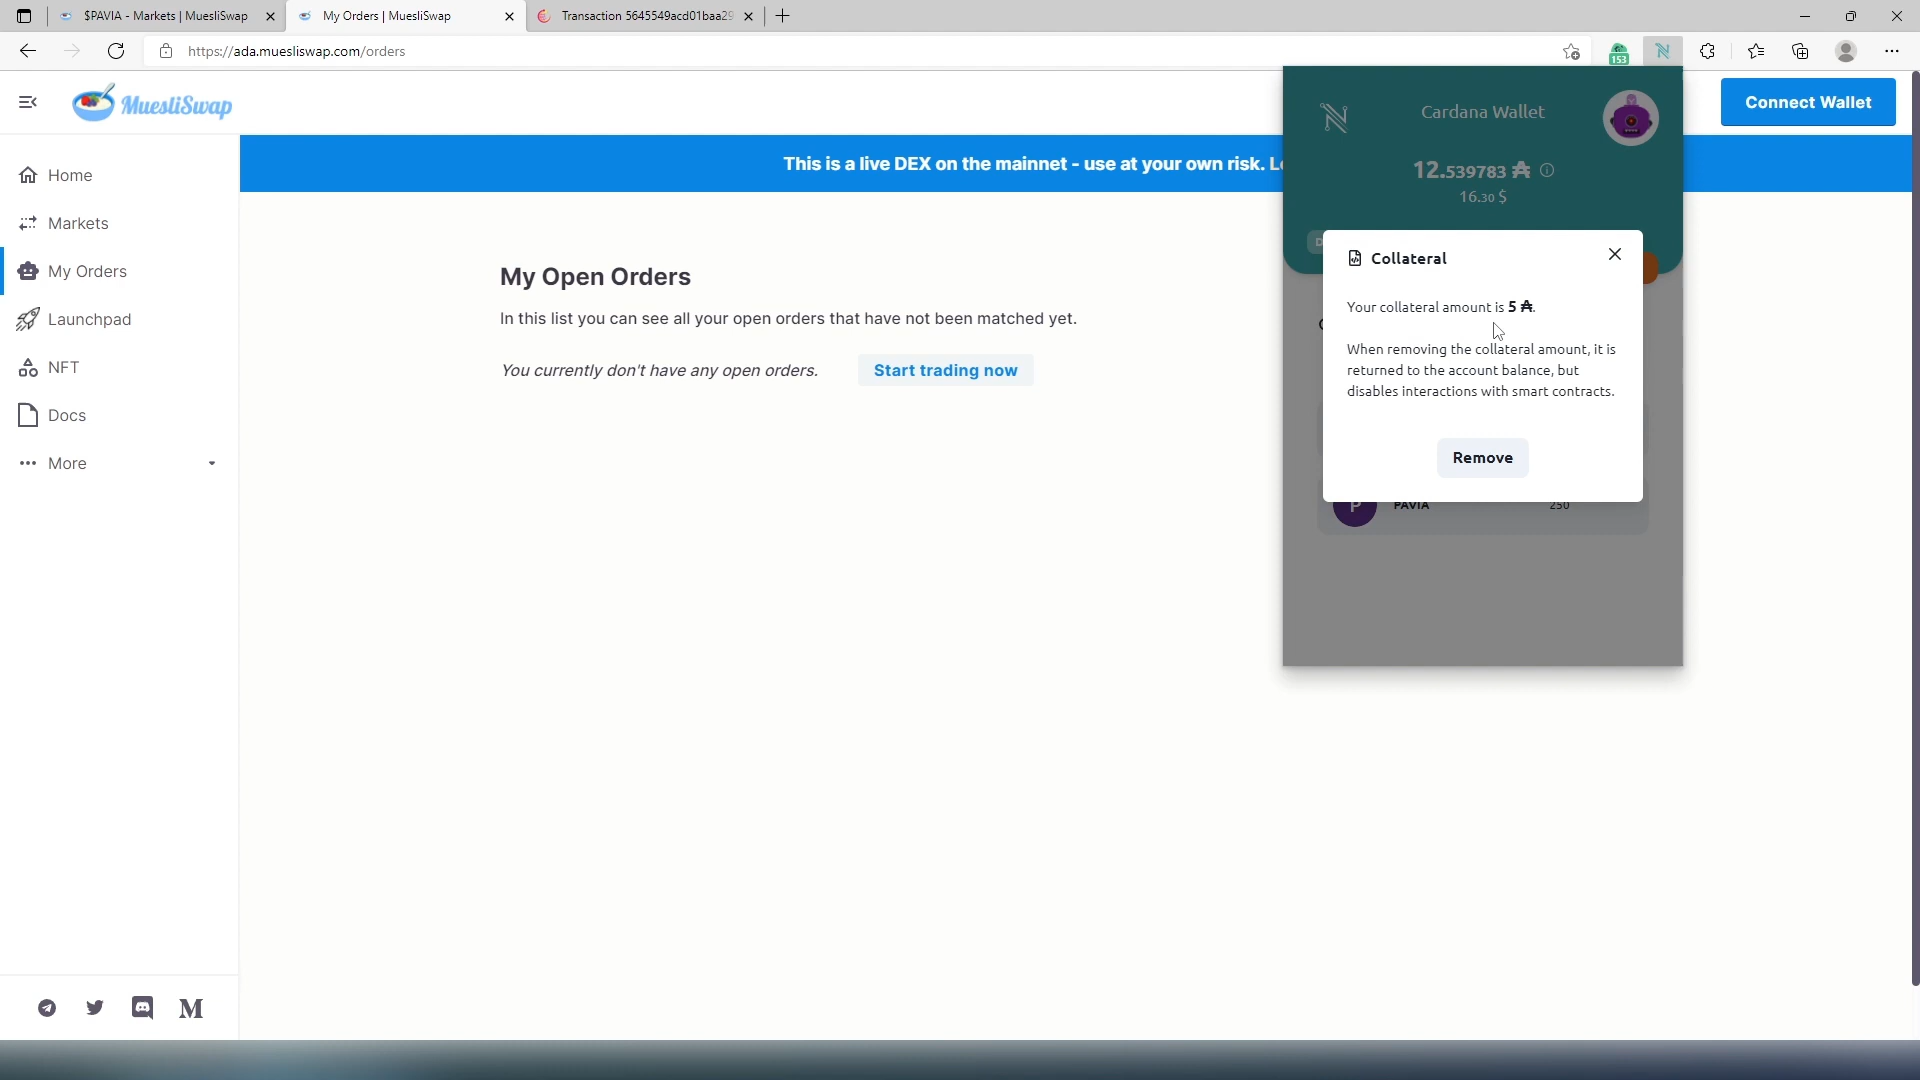 $PAVIA - Markets | MuesliSwap
My Orders | MuesliSwap
Transaction 5645549acd01baa29
https://ada.muesliswap.com/orders
153
MuesliSwap
Connect Wallet
Cardana Wallet
12.539783 ₳
16.30 $
This is a live DEX on the mainnet - use at your own risk.
Home
Markets
My Orders
Launchpad
NFT
Docs
More
My Open Orders
In this list you can see all your open orders that have not been matched yet.
You currently don't have any open orders.
Start trading now
Collateral
Your collateral amount is 5 ₳.
When removing the collateral amount, it is
returned to the account balance, but
disables interactions with smart contracts.
Remove
P
PAVIA
250